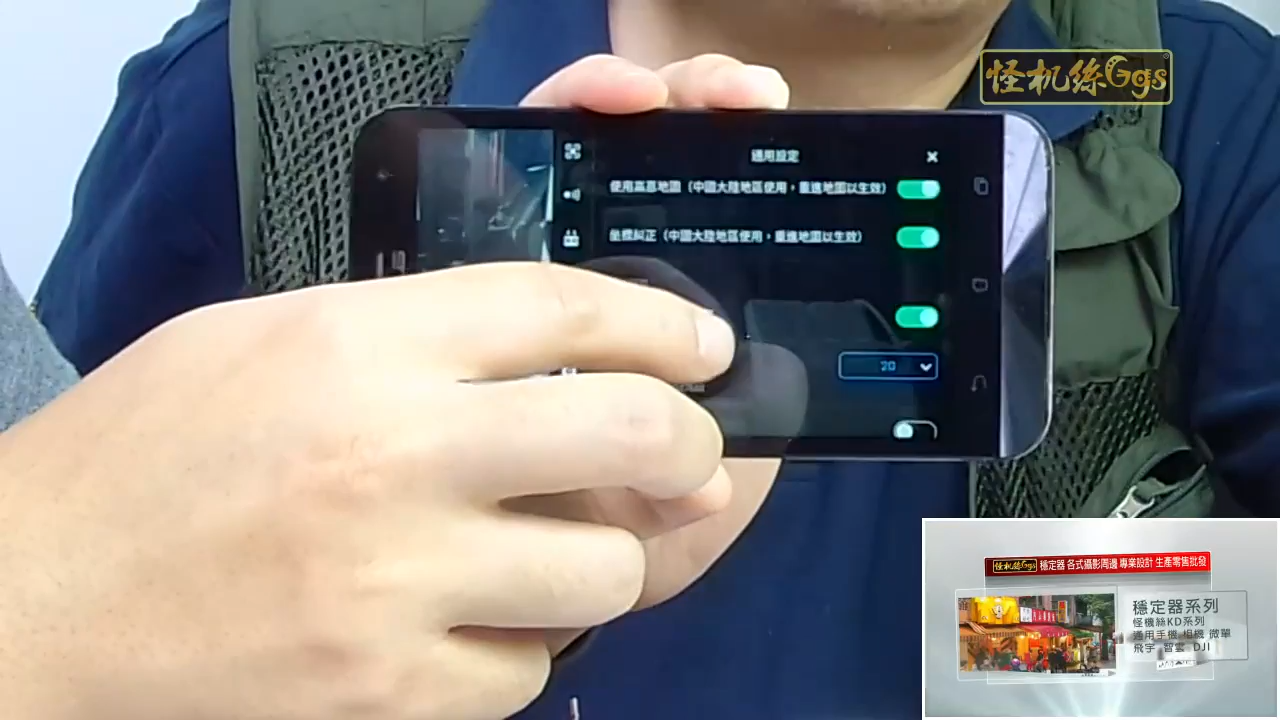 怪机絲Ggs
通用設定
使用高德地图（中國大陸地區使用，重進地图以生效）
坐標糾正（中國大陸地區使用，重進地图以生效）
20
怪机絲Ggs 穩定器 各式攝影周邊 專業設計 生產零售批發
穩定器系列
怪機絲KD系列
通用手機 相機 微單
飛宇 智雲 DJI